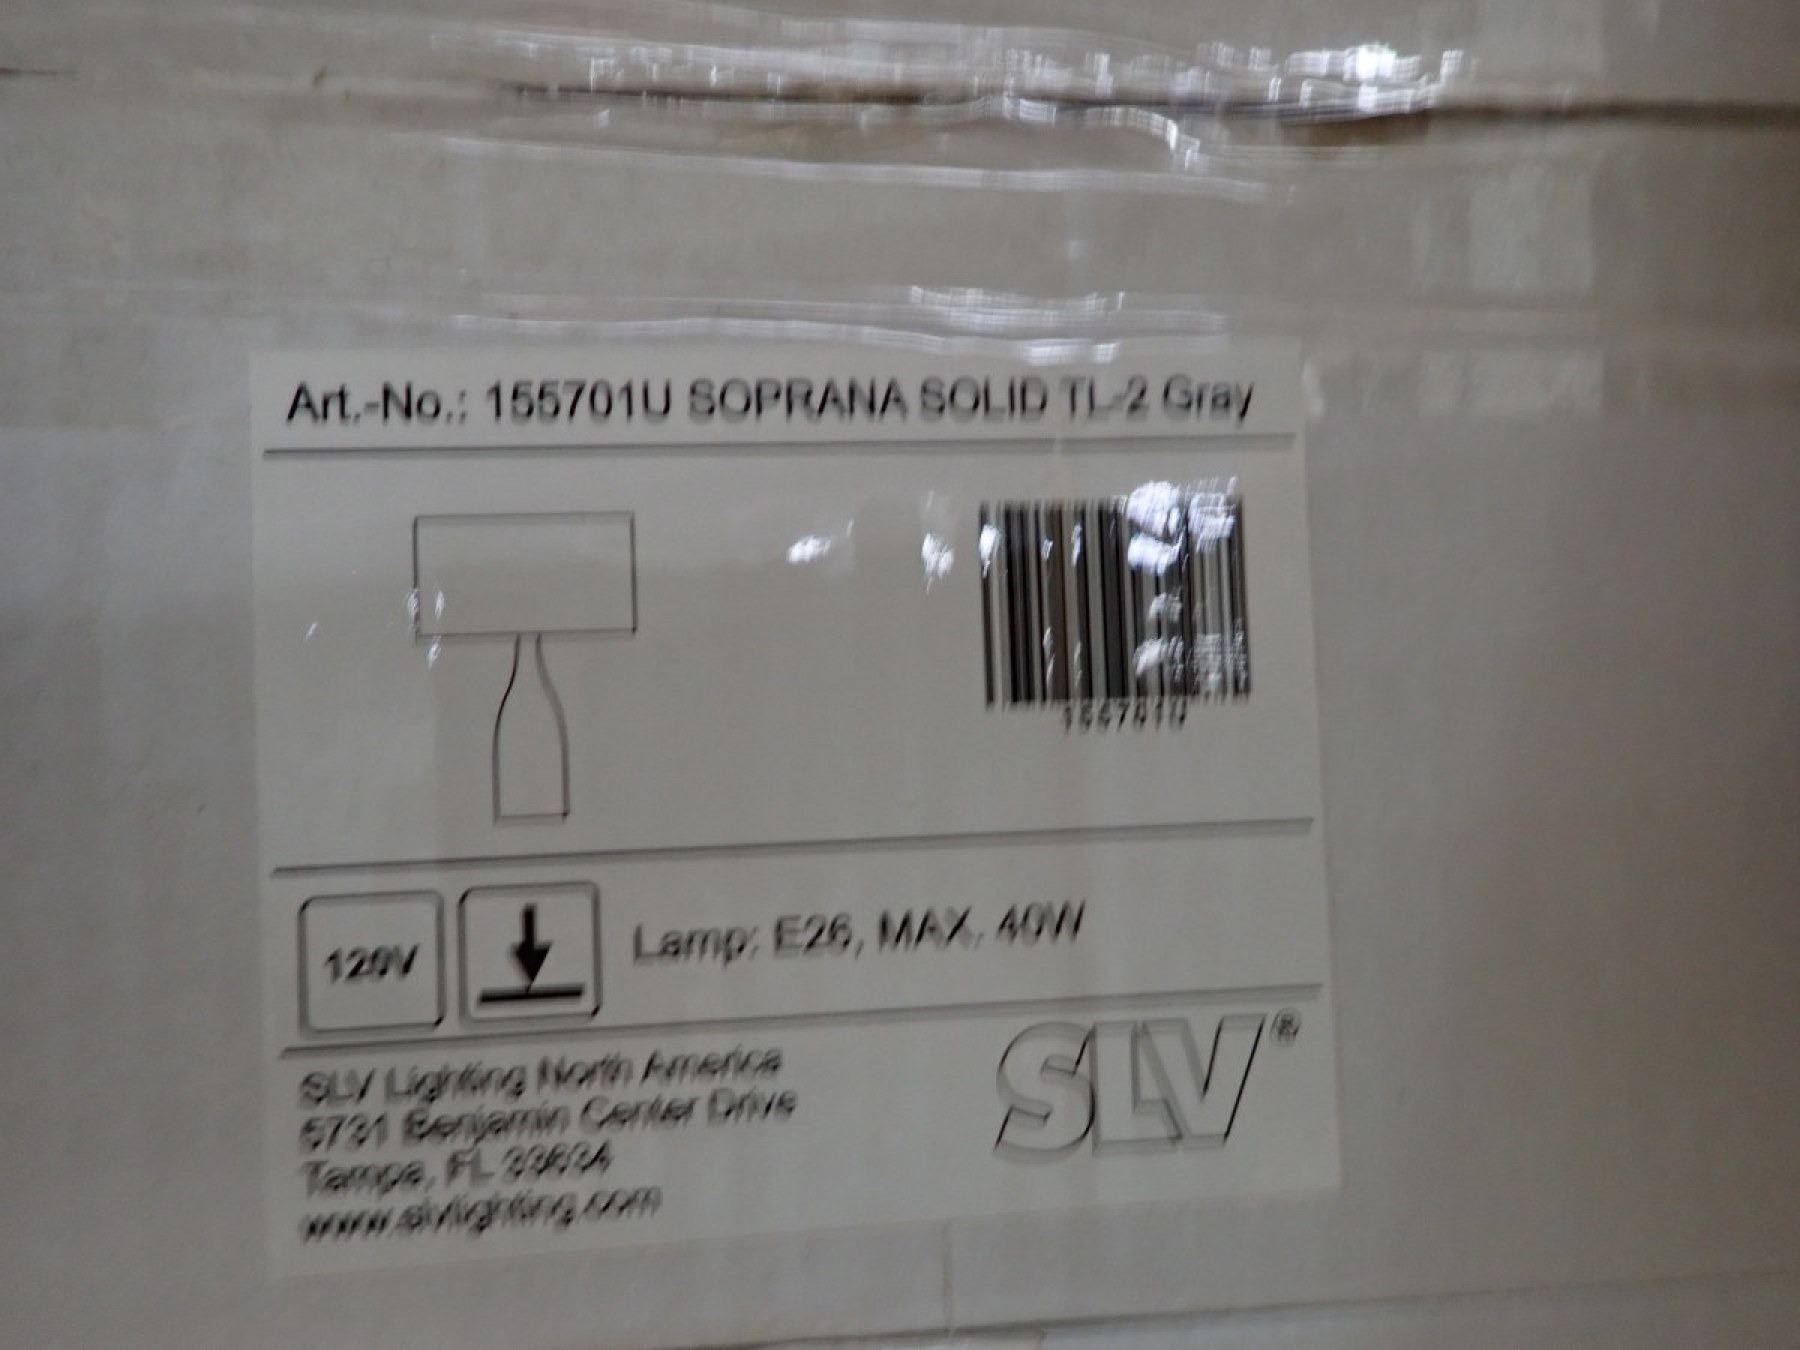 Art.-No.: 155701U SOPRANA SOLID TL-2 Gray
155701U
120V
Lamp: E26, MAX. 40W
SLV Lighting North America
5731 Benjamin Center Drive
Tampa, FL 33634
www.slvlighting.com
SLV®